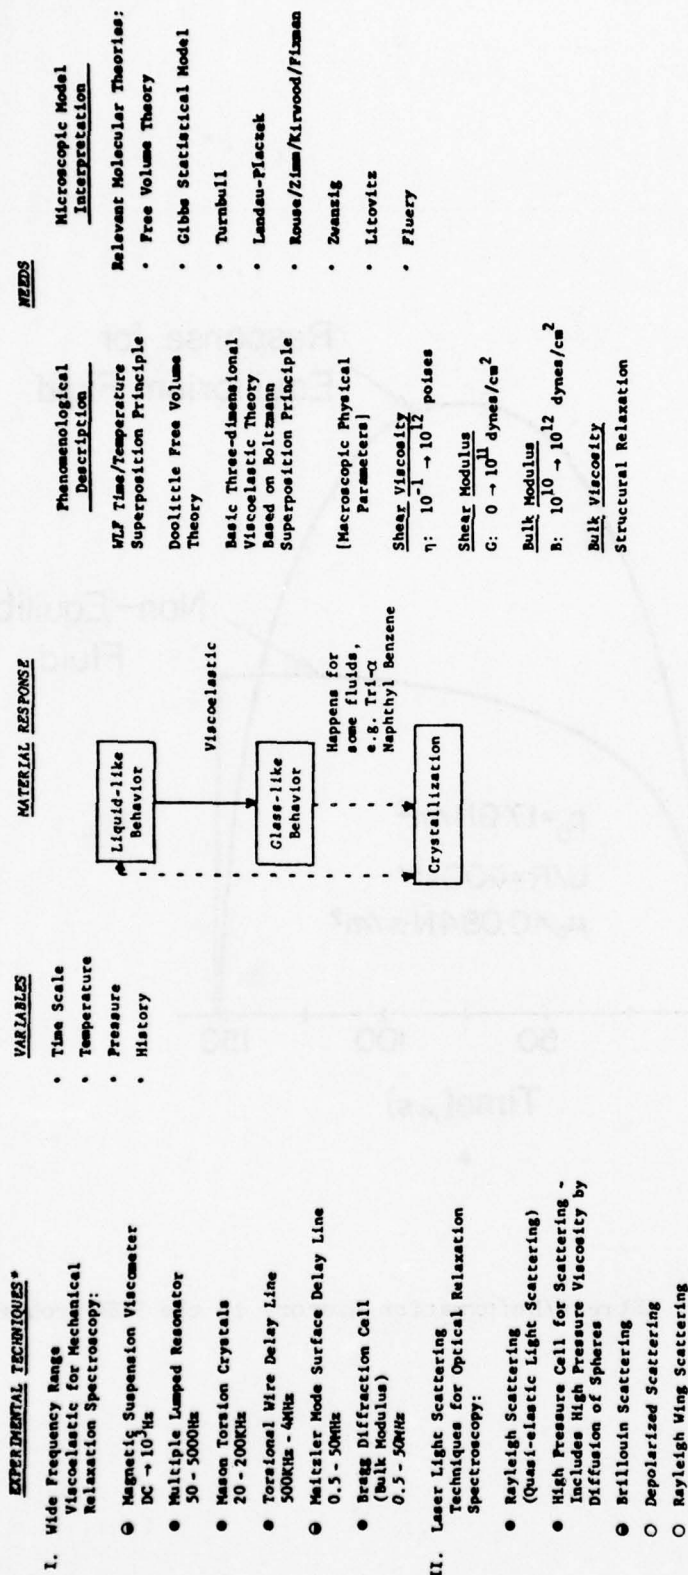 EXPERIMENTAL TECHNIQUES*
I. Wide Frequency Range
Viscoelastic for Mechanical
Relaxation Spectroscopy:
Magnetic Suspension Viscometer
DC → 10³Hz
Multiple Lumped Resonator
50 - 5000Hz
Mason Torsion Crystals
20 - 200KHz
Torsional Wire Delay Line
500KHz - 4MHz
Meitzler Mode Surface Delay Line
0.5 - 50MHz
Bragg Diffraction Cell
(Bulk Modulus)
0.5 - 50MHz
II. Laser Light Scattering
Techniques for Optical Relaxation
Spectroscopy:
Rayleigh Scattering
(Quasi-elastic Light Scattering)
High Pressure Cell for Scattering -
Includes High Pressure Viscosity by
Diffusion of Spheres
Brillouin Scattering
Depolarized Scattering
Rayleigh Wing Scattering
VARIABLES
• Time Scale
• Temperature
• Pressure
• History
MATERIAL RESPONSE
Liquid-like
Behavior
Viscoelastic
Glass-like
Behavior
Happens for
some fluids,
e.g. Tri-α
Naphthyl Benzene
Crystallization
NEEDS
Phenomenological
Description
WLF Time/Temperature
Superposition Principle
Doolittle Free Volume
Theory
Basic Three-dimensional
Viscoelastic Theory
Based on Boltzmann
Superposition Principle
[Macroscopic Physical
Parameters]
Shear Viscosity
η: 10⁻¹ → 10¹² poises
Shear Modulus
G: 0 → 10¹¹ dynes/cm²
Bulk Modulus
B: 10¹⁰ → 10¹² dynes/cm²
Bulk Viscosity
Structural Relaxation
Microscopic Model
Interpretation
Relevant Molecular Theories:
• Free Volume Theory
• Gibbs Statistical Model
• Turnbull
• Landau-Placzek
• Rouse/Zimm/Kirwood/Fixman
• Zwanzig
• Litovitz
• Fluery